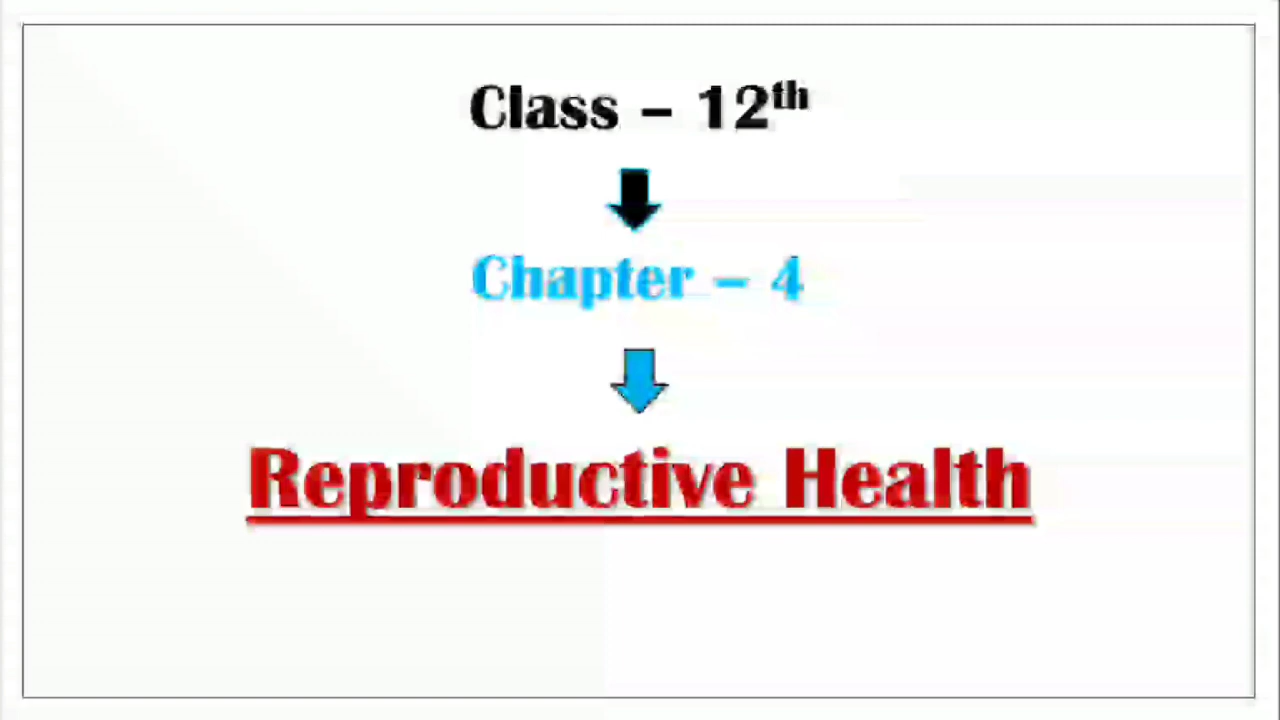 Class – 12th
Chapter – 4
Reproductive Health